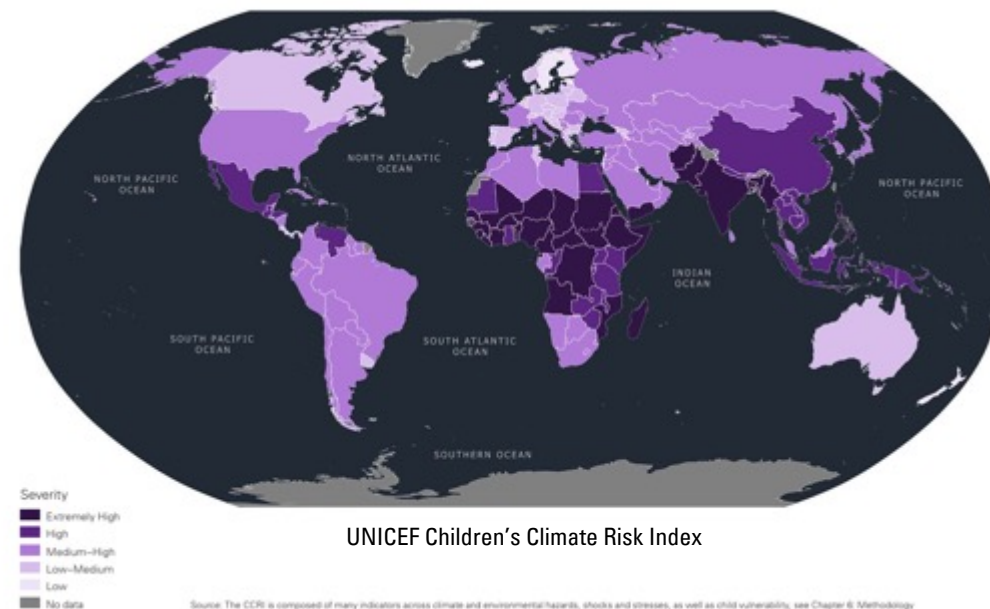 NORTH ATLANTIC
OCEAN
NORTH PACIFIC
OCEAN
NORTH PACIFIC
OCEAN
INDIAN
OCEAN
SOUTH PACIFIC
OCEAN
SOUTH ATLANTIC
OCEAN
SOUTHERN OCEAN
Severity
Extremely High
High
Medium–High
Low–Medium
Low
No data
UNICEF Children's Climate Risk Index
Source: The CCRI is composed of many indicators across climate and environmental hazards, shocks and stresses, as well as child vulnerability, see Chapter 6: Methodology